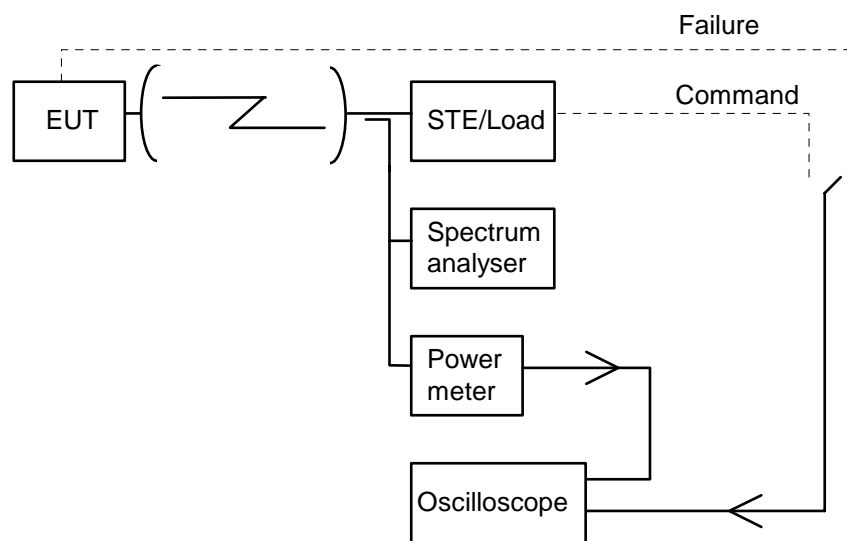 Failure
EUT
STE/Load
Command
Spectrum
analyser
Power
meter
Oscilloscope